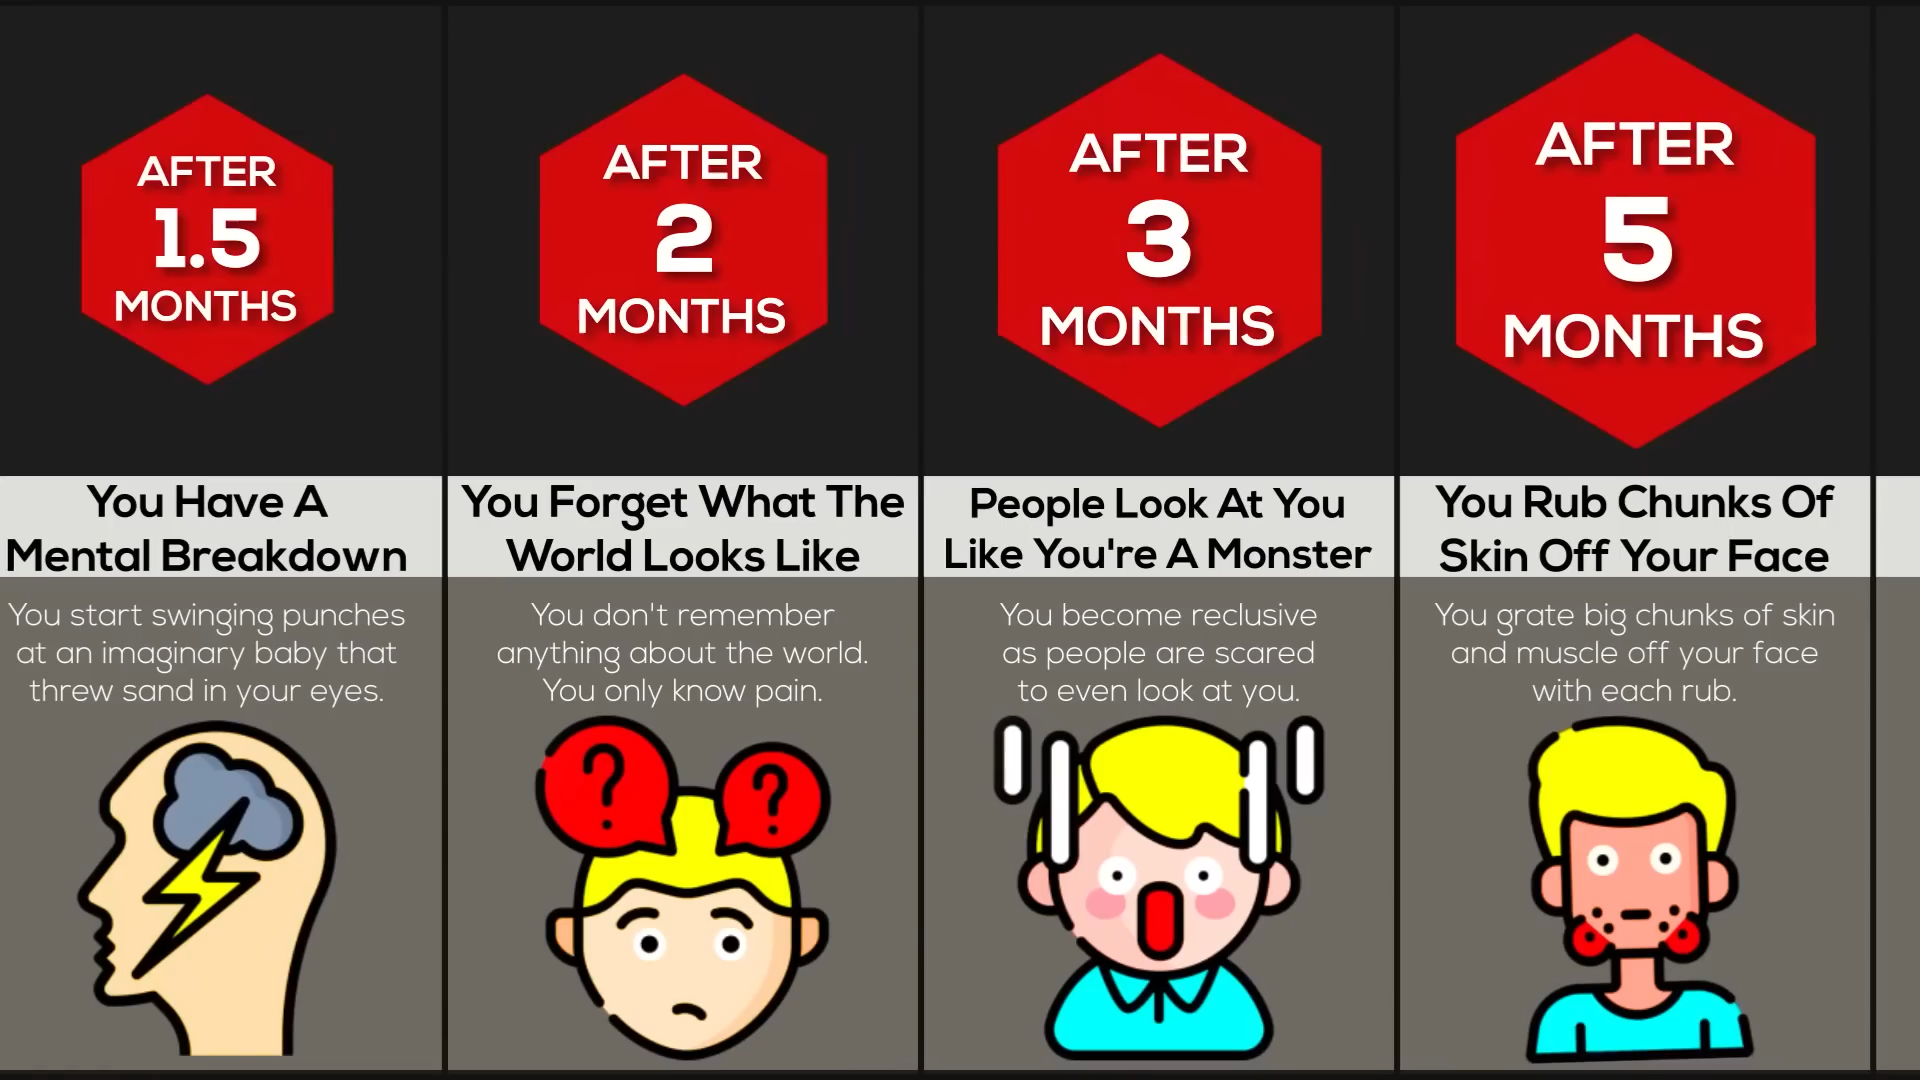 AFTER
1.5
MONTHS
You Have A
Mental Breakdown
You start swinging punches
at an imaginary baby that
threw sand in your eyes.
AFTER
2
MONTHS
You Forget What The
World Looks Like
You don't remember
anything about the world.
You only know pain.
? ?
AFTER
3
MONTHS
People Look At You
Like You're A Monster
You become reclusive
as people are scared
to even look at you.
AFTER
5
MONTHS
You Rub Chunks Of
Skin Off Your Face
You grate big chunks of skin
and muscle off your face
with each rub.